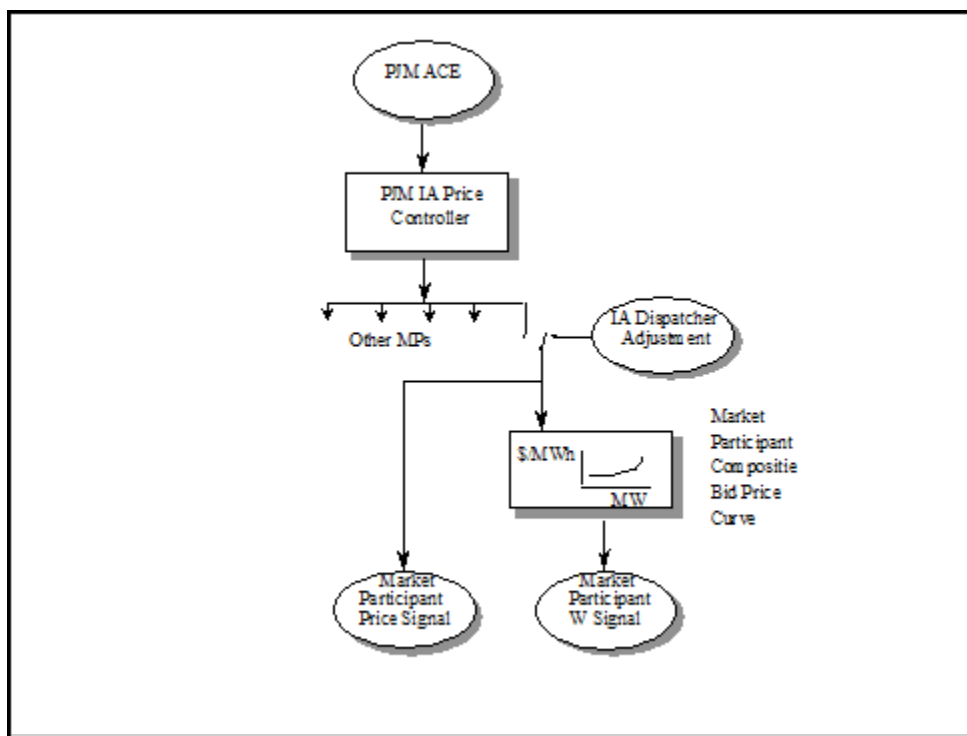 PJM ACE
PJM IA Price
Controller
Other MPs
IA Dispatcher
Adjustment
$/MWh
MW
Market
Participant
Compositie
Bid Price
Curve
Market
Participant
Price Signal
Market
Participant
W Signal